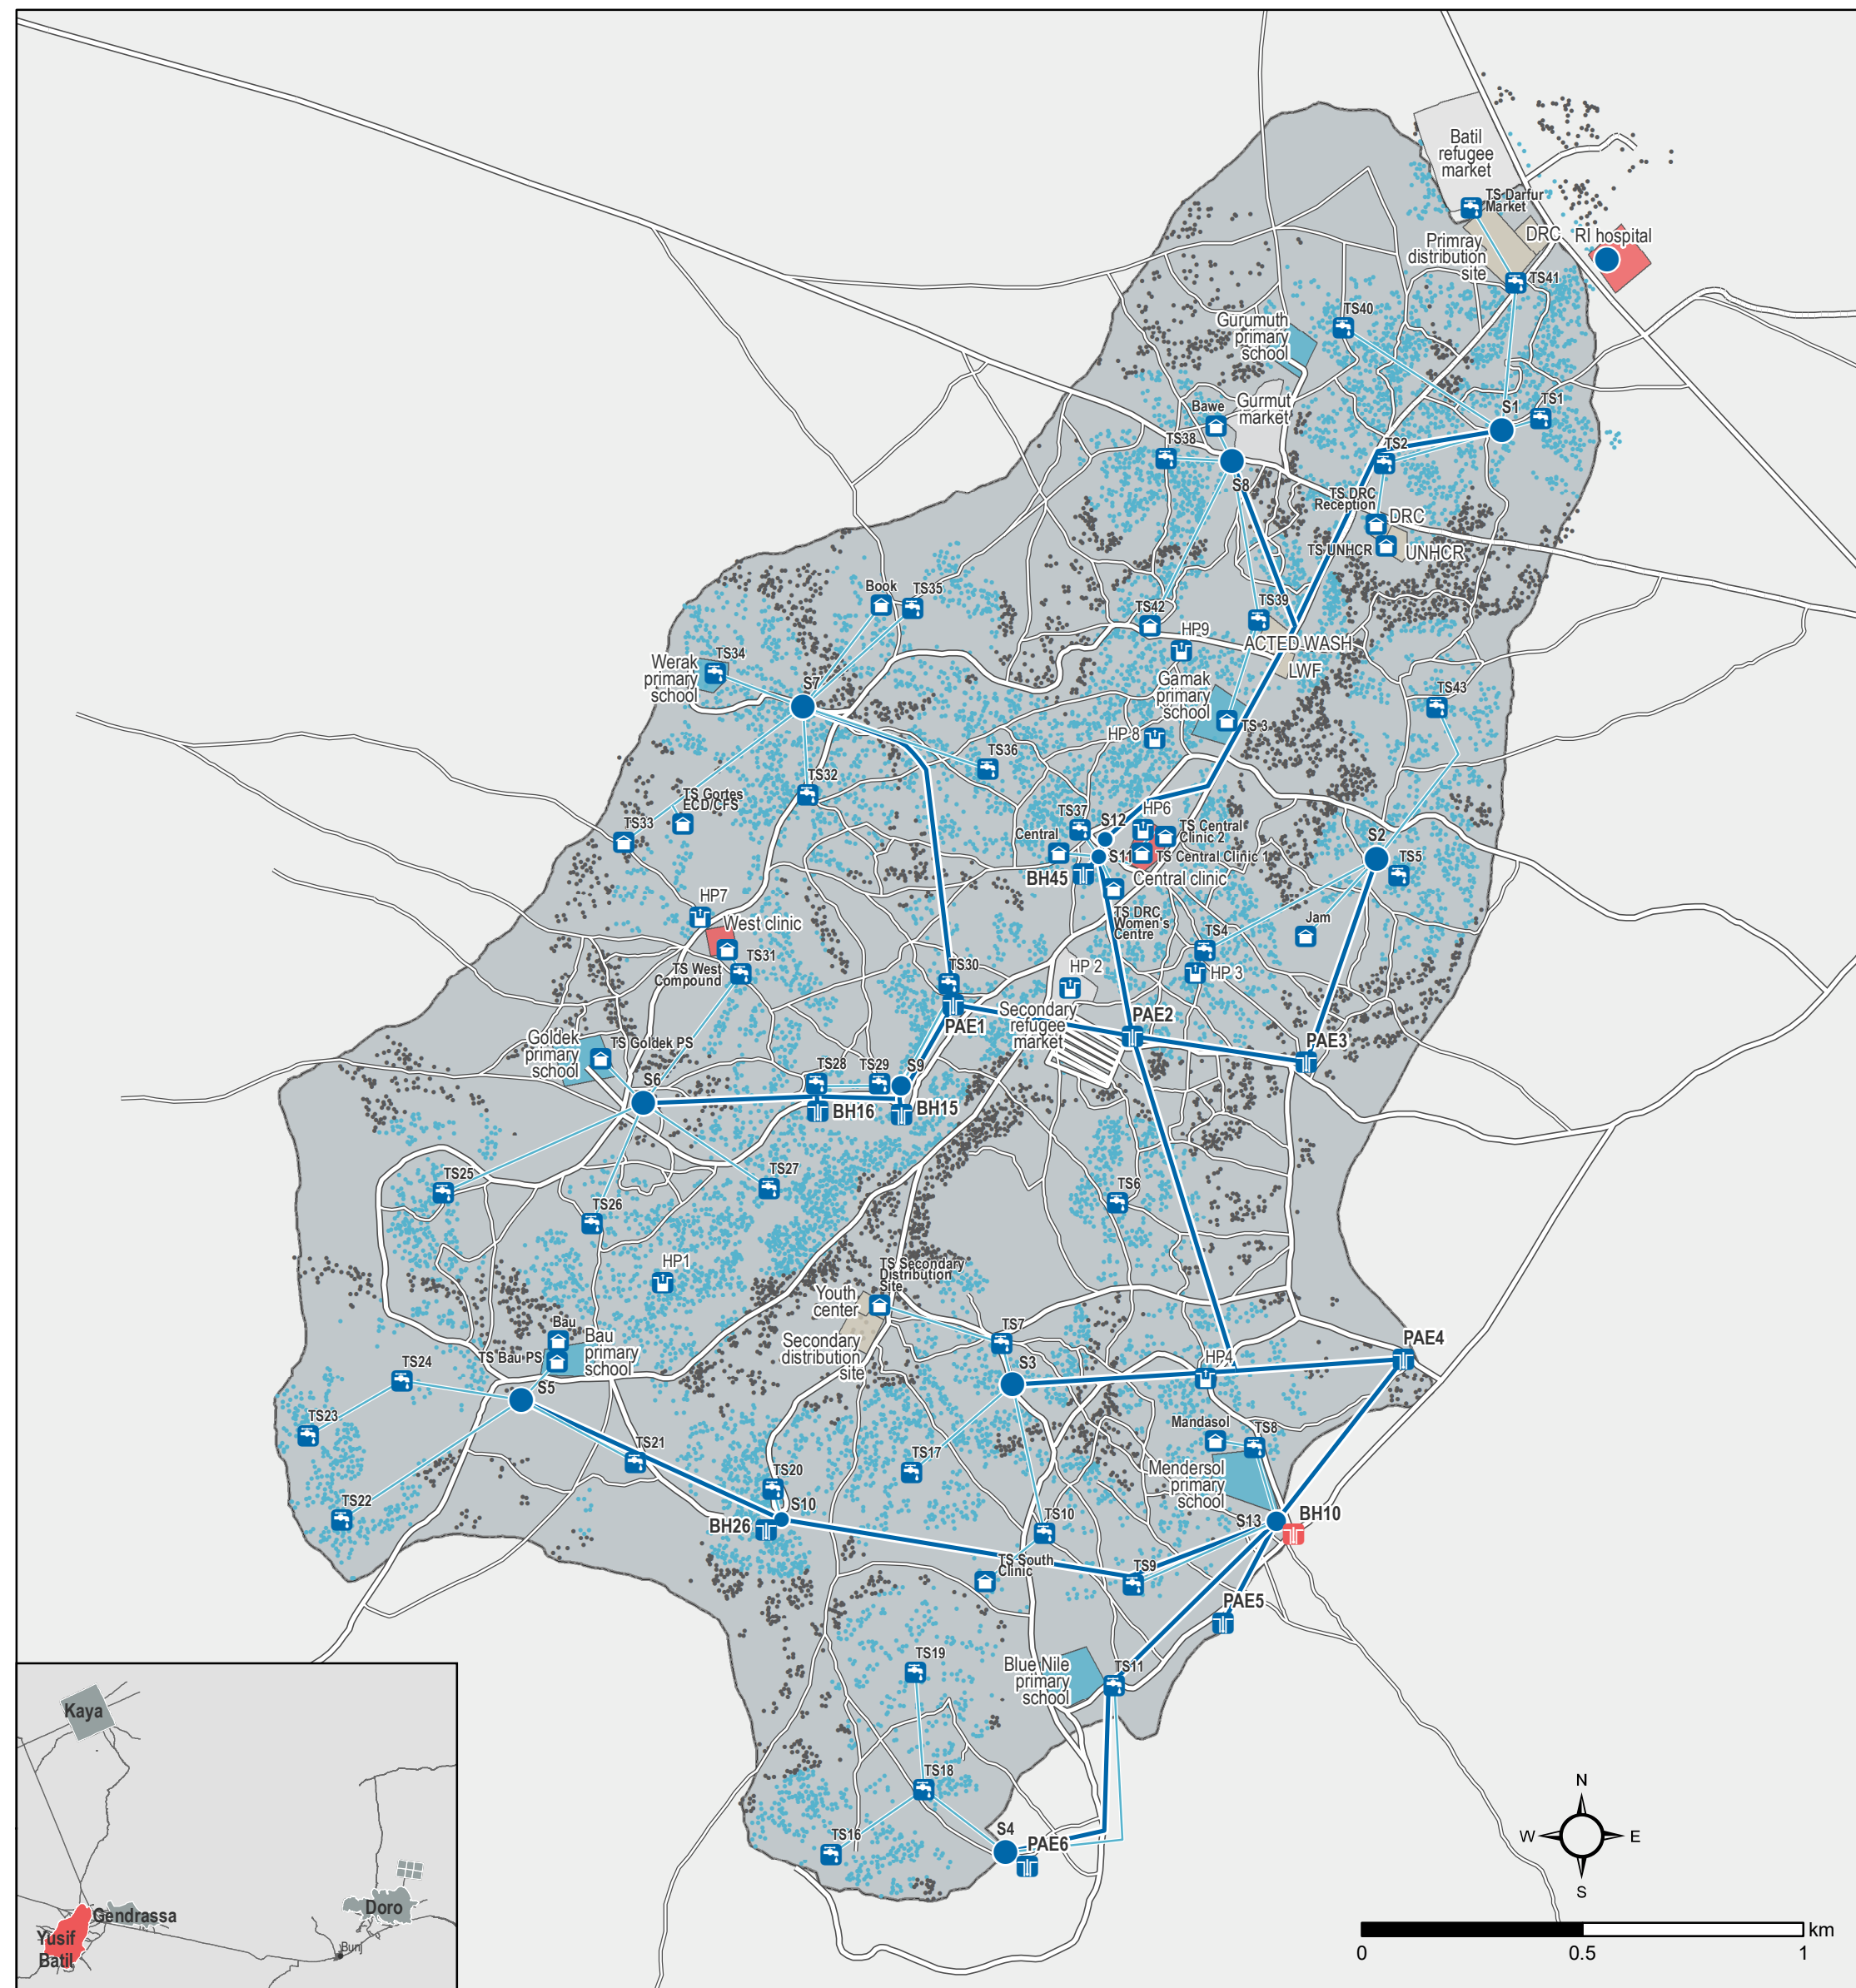 Batil
refugee
market
TS Darfur
Market
DRC
RI hospital
Primray
distribution
site
TS41
TS40
Gurumuth
primary
school
Gurmut
market
Bawe
S1
TS1
TS38
TS2
S8
TS DRC
Reception
DRC
TS UNHCR
UNHCR
Book
TS35
TS42
TS39
HP9
ACTED WASH
LWF
Werak
primary
school
TS34
S7
Gamak
primary
school
TS 3
TS43
HP 8
TS36
TS32
TS Gortes
ECD/CFS
TS33
TS37
S12
HP6
TS Central
Clinic 2
Central
S11
TS Central Clinic 1
S2
TS5
BH45
Central clinic
HP7
West clinic
TS DRC
Women's
Centre
TS4
Jam
TS31
TS West
Compound
TS30
HP 2
HP 3
PAE1
Secondary
refugee
market
PAE2
PAE3
Goldek
primary
school
TS Goldek PS
S6
TS28
TS29
S9
BH16
BH15
TS25
TS27
TS6
TS26
HP1
TS Secondary
Distribution
Site
Youth
center
TS7
Secondary
distribution
site
S3
HP4
PAE4
Bau
TS Bau PS
Bau
primary
school
TS24
S5
TS23
TS21
TS22
TS17
TS20
S10
BH26
Mandasol
TS8
Mendersol
primary
school
S13
BH10
TS10
TS South
Clinic
TS9
PAE5
TS19
Blue Nile
primary
school
TS11
TS18
TS16
S4
PAE6
Kaya
Gendrassa
Yusif
Batil
Doro
Bunj
N
W
E
S
km
0
0.5
1